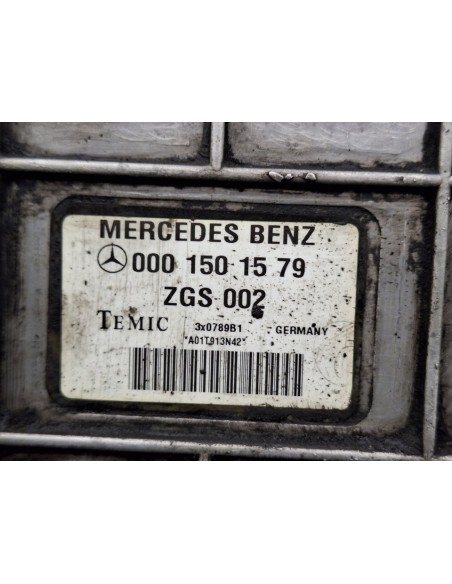 MERCEDES BENZ
000 150 15 79
ZGS 002
TEMIC 3x0789B1 GERMANY
*A01T913N42*